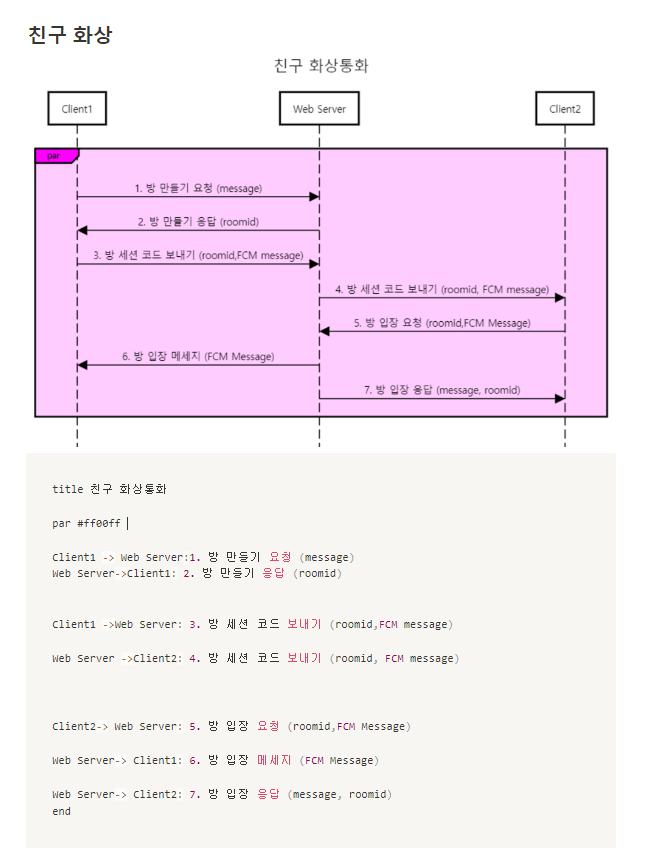 친구 화상
친구 화상통화
Client1
Web Server
Client2
par
1. 방 만들기 요청 (message)
2. 방 만들기 응답 (roomid)
3. 방 세션 코드 보내기 (roomid,FCM message)
4. 방 세션 코드 보내기 (roomid, FCM message)
5. 방 입장 요청 (roomid,FCM Message)
6. 방 입장 메세지 (FCM Message)
7. 방 입장 응답 (message, roomid)
title 친구 화상통화
par #ff00ff |
Client1 -> Web Server:1. 방 만들기 요청 (message)
Web Server->Client1: 2. 방 만들기 응답 (roomid)
Client1 ->Web Server: 3. 방 세션 코드 보내기 (roomid,FCM message)
Web Server ->Client2: 4. 방 세션 코드 보내기 (roomid, FCM message)
Client2-> Web Server: 5. 방 입장 요청 (roomid,FCM Message)
Web Server-> Client1: 6. 방 입장 메세지 (FCM Message)
Web Server-> Client2: 7. 방 입장 응답 (message, roomid)
end